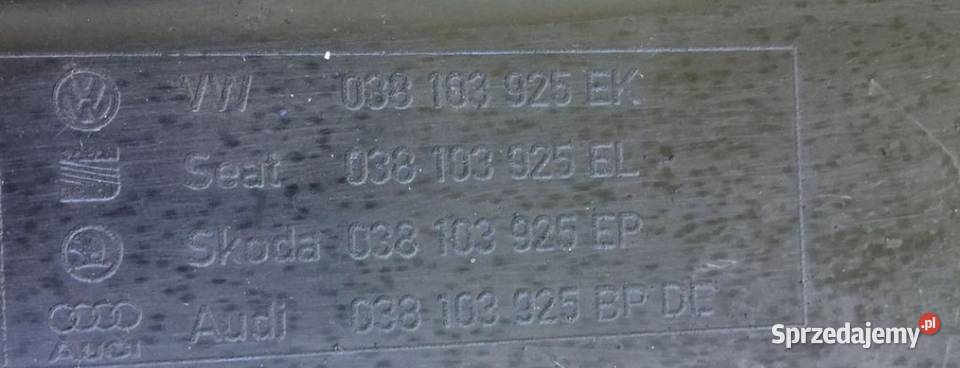 VW 038 103 925 EK
Seat 038 103 925 EL
Skoda 038 103 925 EP
Audi 038 103 925 BP DE
AUDI
Sprzedajemy.pl